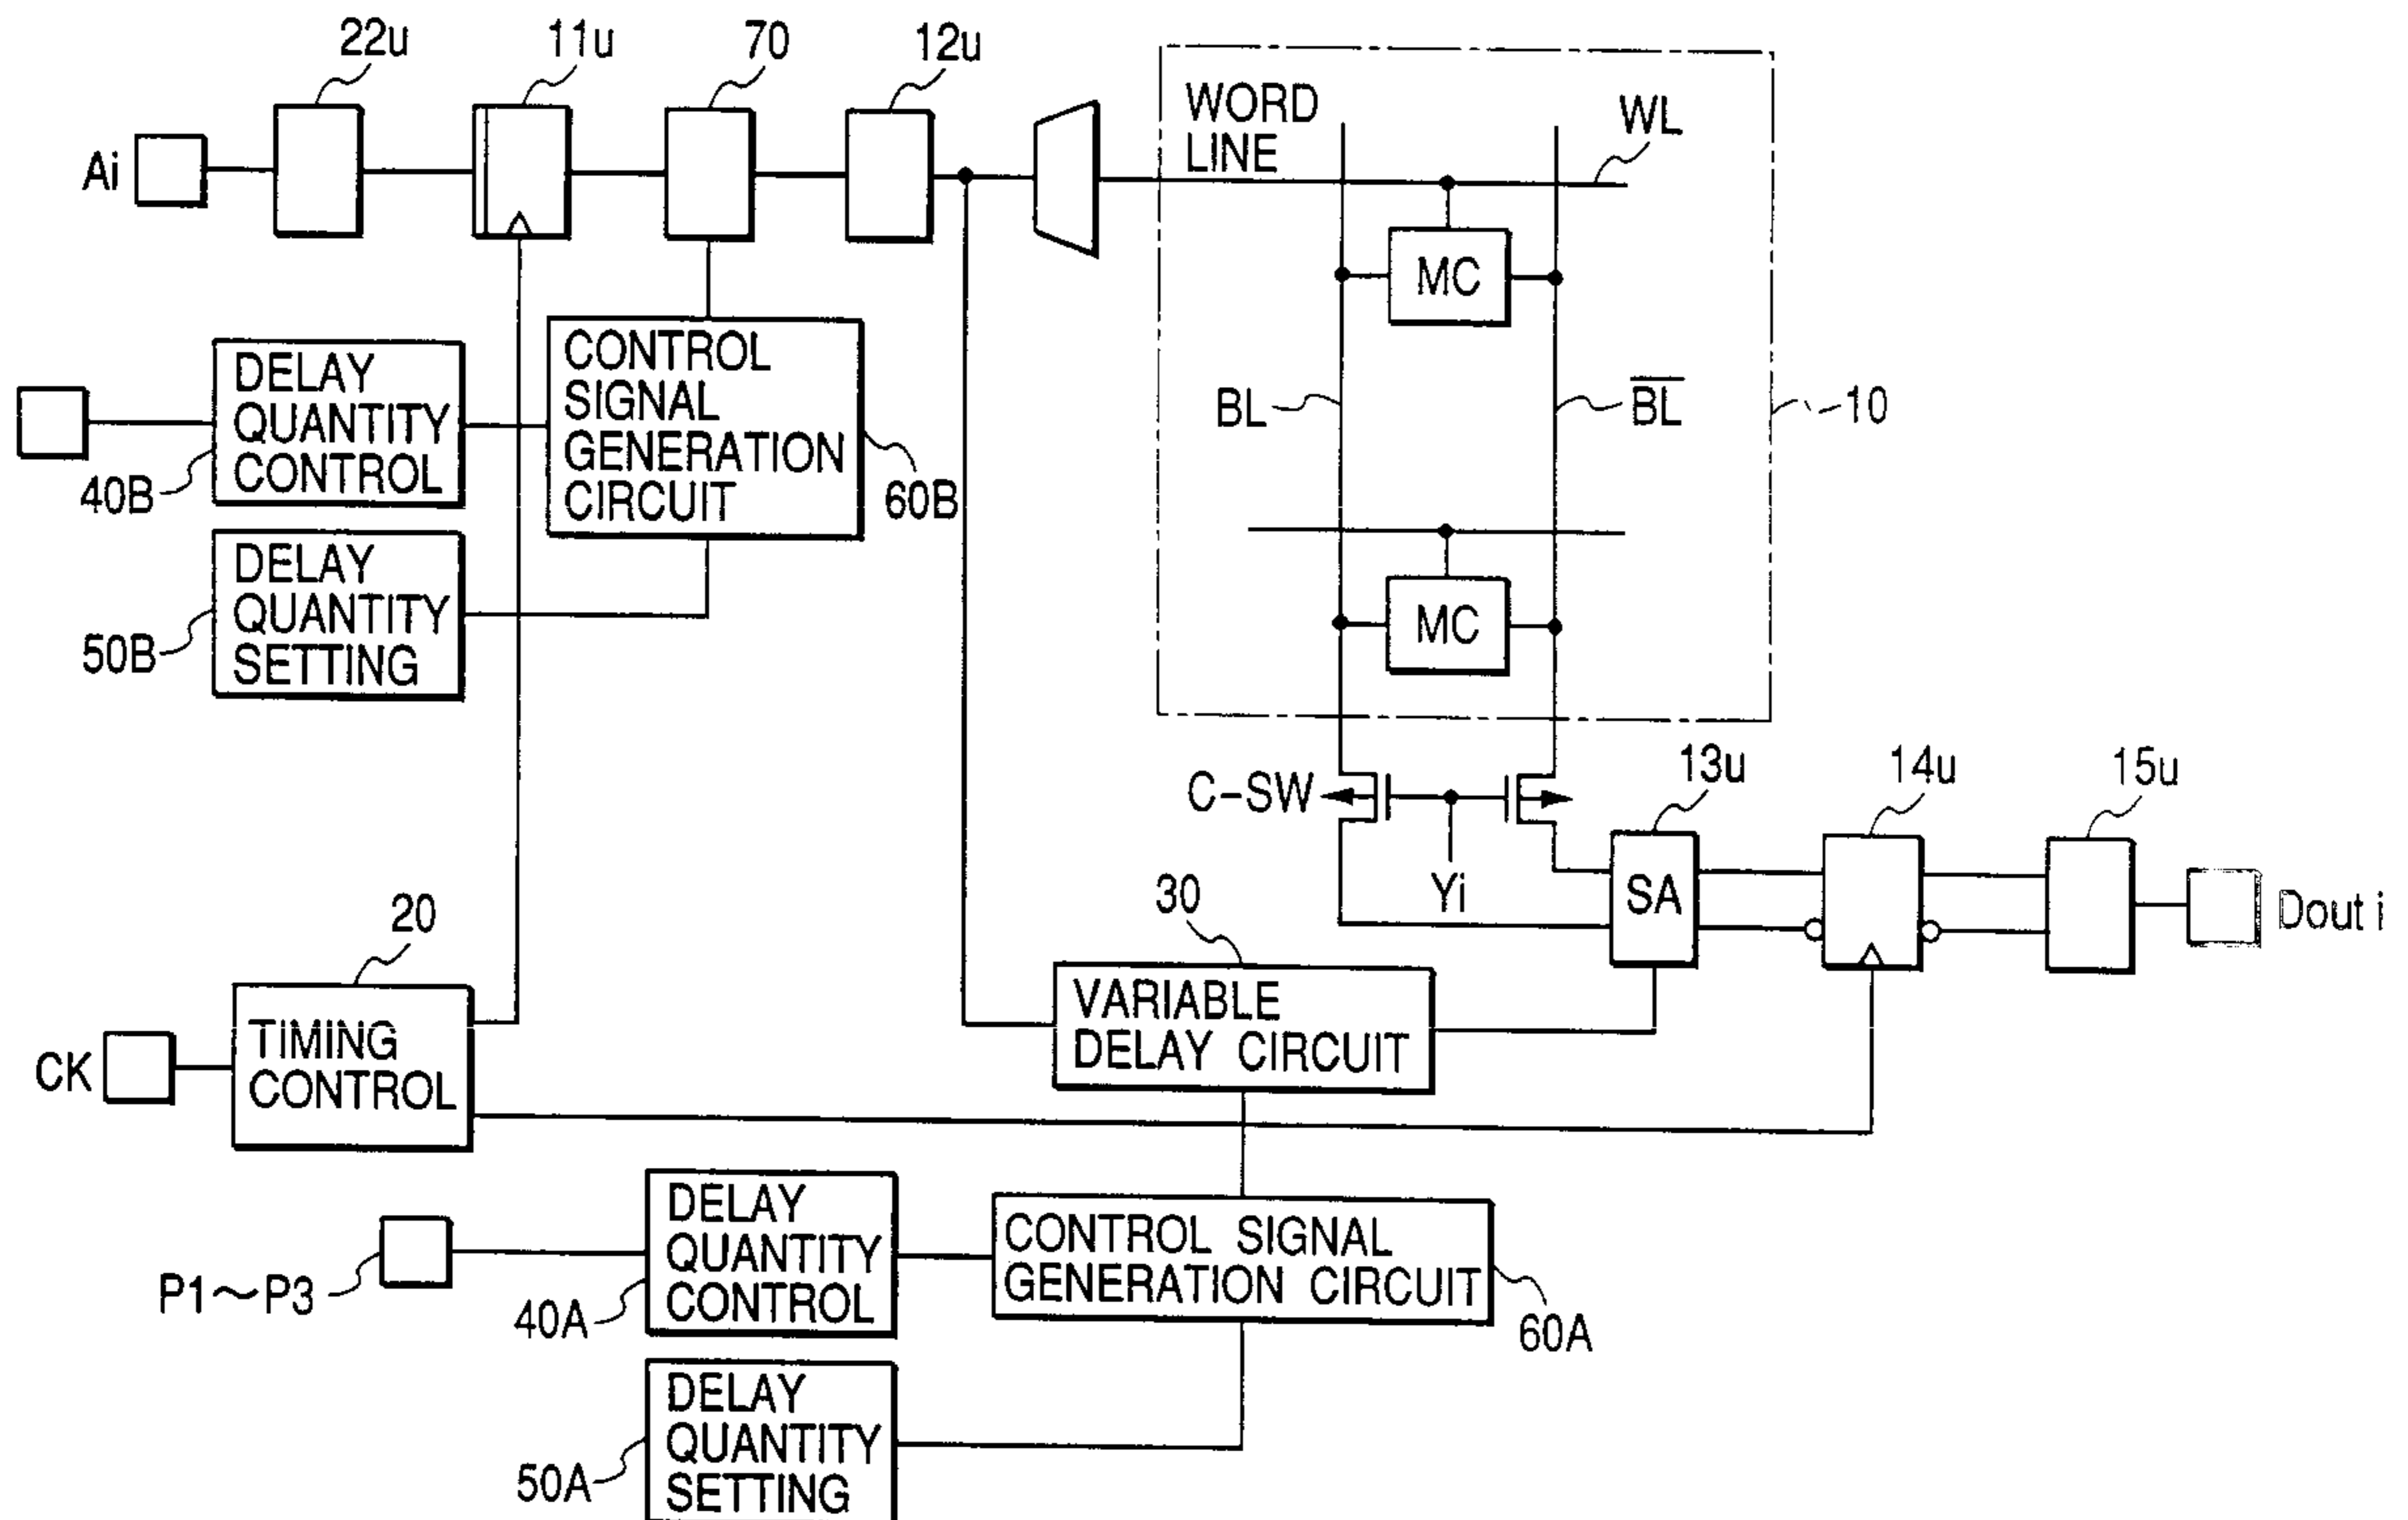 22u
11u
70
12u
WORD
LINE
WL
Ai
MC
DELAY
QUANTITY
CONTROL
40B
CONTROL
SIGNAL
GENERATION
CIRCUIT
60B
BL
BL
10
DELAY
QUANTITY
SETTING
50B
MC
C-SW
Yi
13u
14u
15u
SA
Dout i
20
30
TIMING
CONTROL
CK
VARIABLE
DELAY CIRCUIT
P1~P3
DELAY
QUANTITY
CONTROL
40A
CONTROL SIGNAL
GENERATION CIRCUIT
60A
DELAY
QUANTITY
SETTING
50A